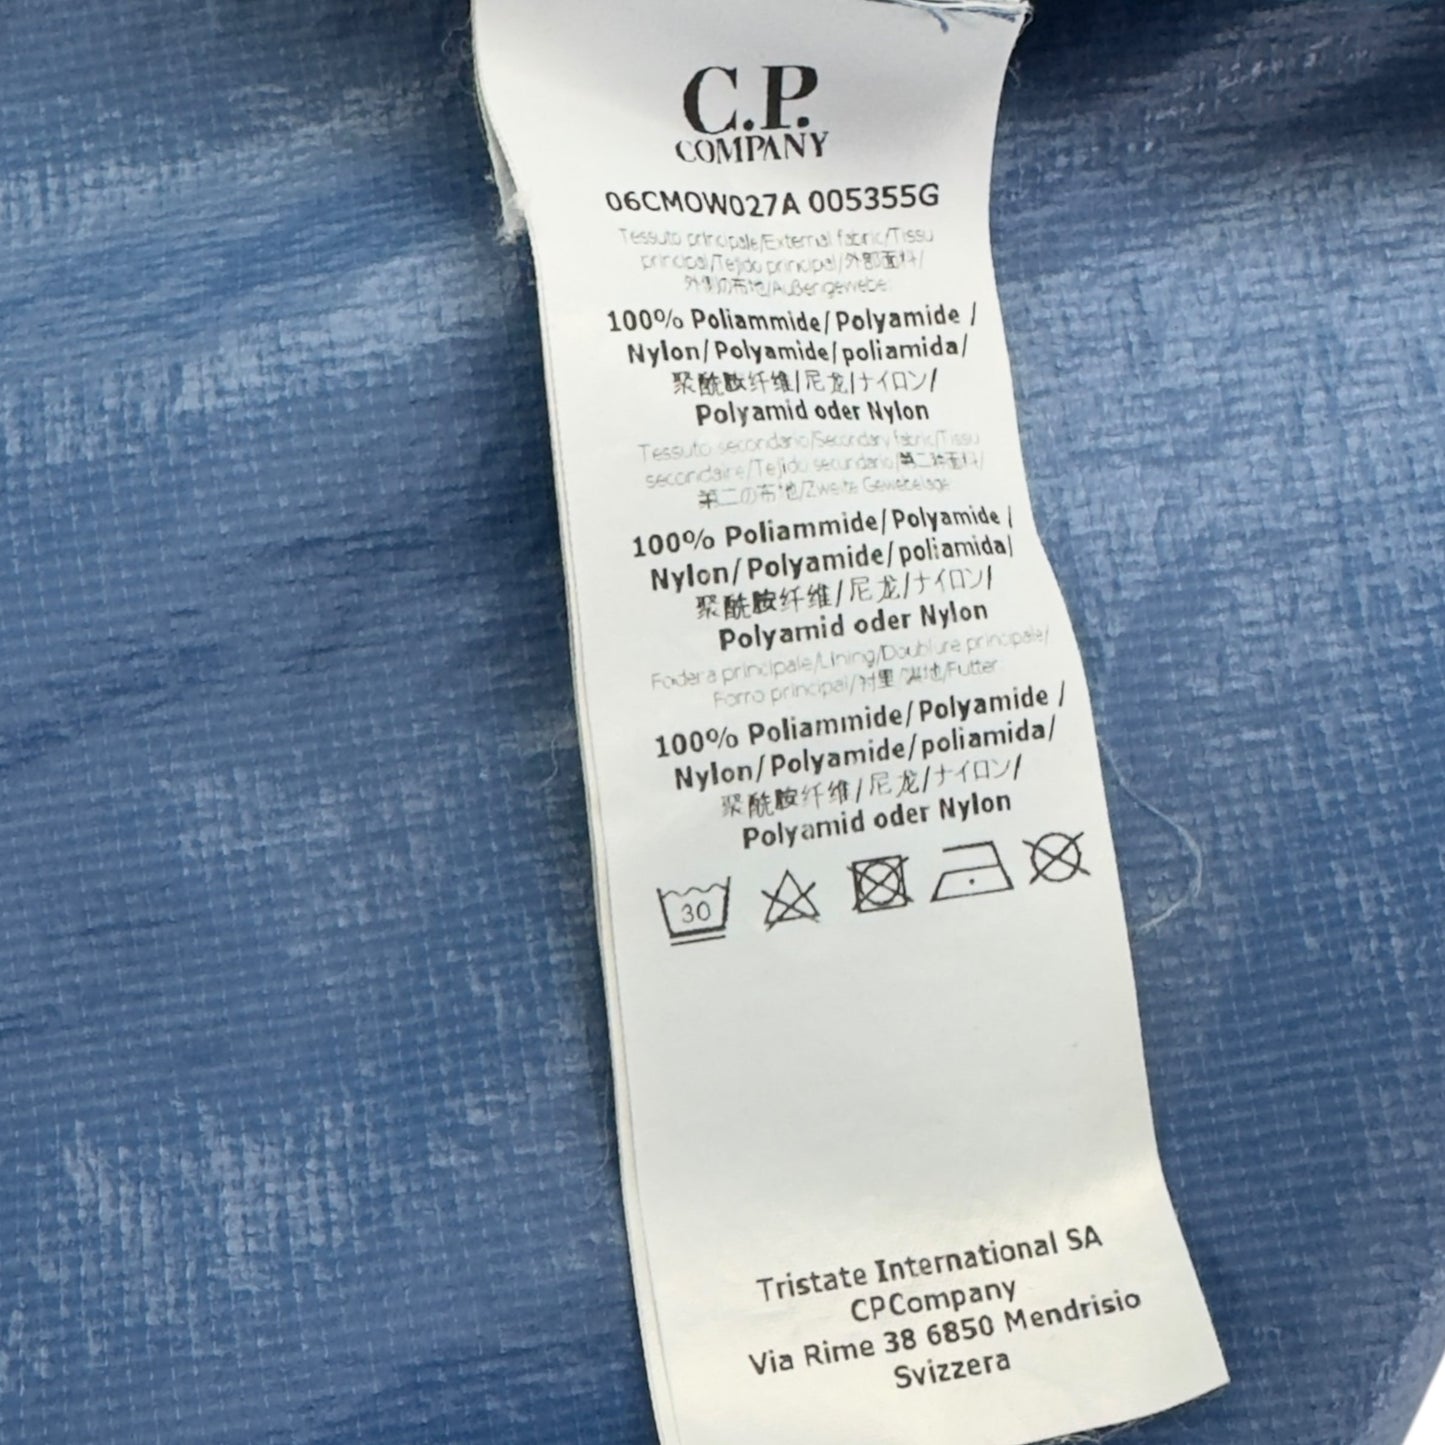 C.P.
COMPANY
06CMOW027A 005355G
Tessuto principale/External fabric/Tissu
principal/Tejido principal/外部面料/
外側の布地/Außengewebe:
100% Poliammide/Polyamide /
Nylon/Polyamide/poliamida/
聚酰胺纤维/尼龙/ナイロン/
Polyamid oder Nylon
Tessuto secondario/Secondary fabric/Tissu
secondaire/Tejido secundario/第二种面料/
第二の布地/Zweite Gewebelage
100% Poliammide/Polyamide /
Nylon/Polyamide/poliamida/
聚酰胺纤维/尼龙/ナイロン/
Polyamid oder Nylon
Fodera principale/Lining/Doublure principale/
Forro principal/衬里/裏地/Futter:
100% Poliammide/Polyamide /
Nylon/Polyamide/poliamida/
聚酰胺纤维/尼龙/ナイロン/
Polyamid oder Nylon
30
Tristate International SA
CPCompany
Via Rime 38 6850 Mendrisio
Svizzera